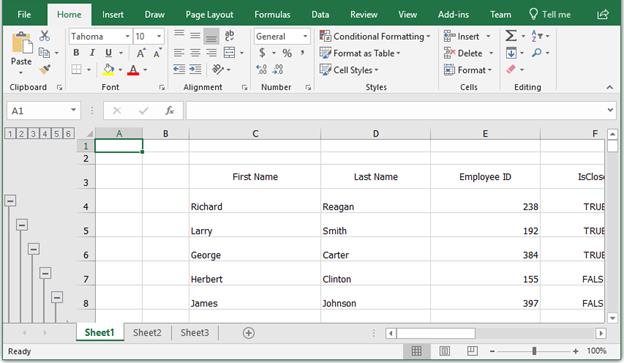 File Home Insert Draw Page Layout Formulas Data Review View Add-ins Team Tell me
Tahoma 10 General Conditional Formatting Insert Σ
Paste B I U A $ % , Format as Table Delete
Cell Styles Format
Clipboard Font Alignment Number Styles Cells Editing
A1 fx
1 2 3 4 5 6 A B C D E F
1
2
3 First Name Last Name Employee ID IsClose
4 Richard Reagan 238 TRUE
5 Larry Smith 192 TRUE
6 George Carter 384 TRUE
7 Herbert Clinton 155 FALS
8 James Johnson 397 FALS
Sheet1 Sheet2 Sheet3
Ready 100%